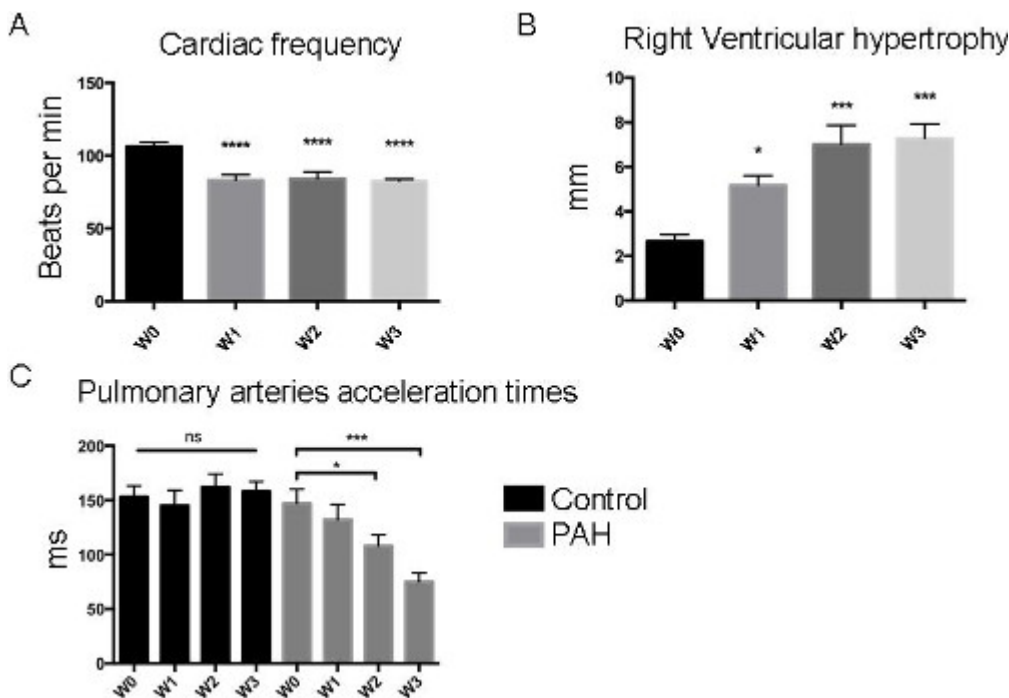 A
Cardiac frequency
Beats per min
150
100
50
0
**** **** ****
W0 W1 W2 W3
B
Right Ventricular hypertrophy
mm
10
8
6
4
2
0
* *** ***
W0 W1 W2 W3
C
Pulmonary arteries acceleration times
ms
200
150
100
50
0
ns
***
*
W0 W1 W2 W3 W0 W1 W2 W3
Control
PAH